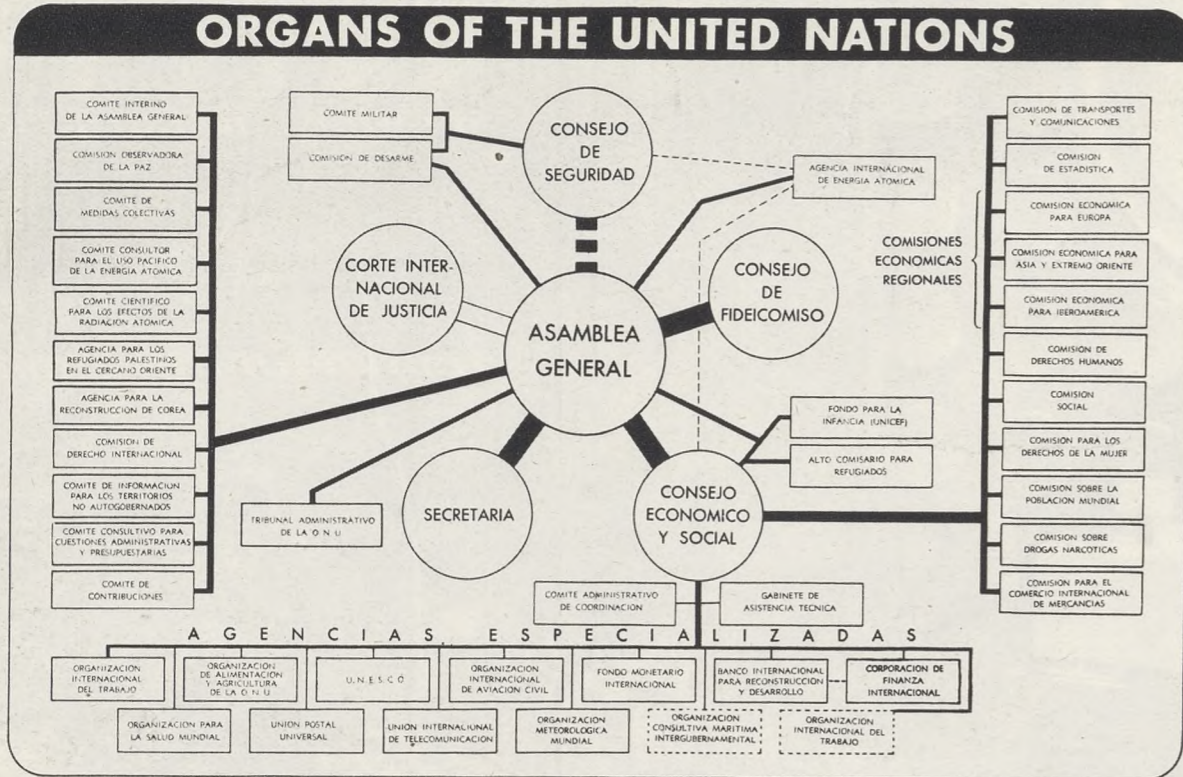 ORGANS OF THE UNITED NATIONS
COMITE INTERINO
DE LA ASAMBLEA GENERAL
COMISION OBSERVADORA
DE LA PAZ
COMITE DE
MEDIDAS COLECTIVAS
COMITE CONSULTOR
PARA EL USO PACIFICO
DE LA ENERGIA ATOMICA
COMITE CIENTIFICO
PARA LOS EFECTOS DE LA
RADIACION ATOMICA
AGENCIA PARA LOS
REFUGIADOS PALESTINOS
EN EL CERCANO ORIENTE
AGENCIA PARA LA
RECONSTRUCCION DE COREA
COMISION DE
DERECHO INTERNACIONAL
COMITE DE INFORMACION
PARA LOS TERRITORIOS
NO AUTOGOBERNADOS
COMITE CONSULTIVO PARA
CUESTIONES ADMINISTRATIVAS
Y PRESUPUESTARIAS
COMITE DE
CONTRIBUCIONES
COMITE MILITAR
COMISION DE DESARME
CONSEJO
DE
SEGURIDAD
AGENCIA INTERNACIONAL
DE ENERGIA ATOMICA
CORTE INTER-
NACIONAL
DE JUSTICIA
CONSEJO
DE
FIDEICOMISO
ASAMBLEA
GENERAL
FONDO PARA LA
INFANCIA (UNICEF)
ALTO COMISARIO PARA
REFUGIADOS
TRIBUNAL ADMINISTRATIVO
DE LA O N U
SECRETARIA
CONSEJO
ECONOMICO
Y SOCIAL
COMISIONES
ECONOMICAS
REGIONALES
COMISION DE TRANSPORTES
Y COMUNICACIONES
COMISION
DE ESTADISTICA
COMISION ECONOMICA
PARA EUROPA
COMISION ECONOMICA PARA
ASIA Y EXTREMO ORIENTE
COMISION ECONOMICA
PARA IBEROAMERICA
COMISION DE
DERECHOS HUMANOS
COMISION
SOCIAL
COMISION PARA LOS
DERECHOS DE LA MUJER
COMISION SOBRE LA
POBLACION MUNDIAL
COMISION SOBRE
DROGAS NARCOTICAS
COMISION PARA EL
COMERCIO INTERNACIONAL
DE MERCANCIAS
COMITE ADMINISTRATIVO
DE COORDINACION
GABINETE DE
ASISTENCIA TECNICA
AGENCIAS ESPECIALIZADAS
ORGANIZACION
INTERNACIONAL
DEL TRABAJO
ORGANIZACION
DE ALIMENTACION
Y AGRICULTURA
DE LA O N U
U.N.E.S.C.O
ORGANIZACION
INTERNACIONAL
DE AVIACION CIVIL
FONDO MONETARIO
INTERNACIONAL
BANCO INTERNACIONAL
PARA RECONSTRUCCION
Y DESARROLLO
CORPORACION DE
FINANZA
INTERNACIONAL
ORGANIZACION PARA
LA SALUD MUNDIAL
UNION POSTAL
UNIVERSAL
UNION INTERNACIONAL
DE TELECOMUNICACION
ORGANIZACION
METEOROLOGICA
MUNDIAL
ORGANIZACION
CONSULTIVA MARITIMA
INTERGUBERNAMENTAL
ORGANIZACION
INTERNACIONAL DEL
TRABAJO